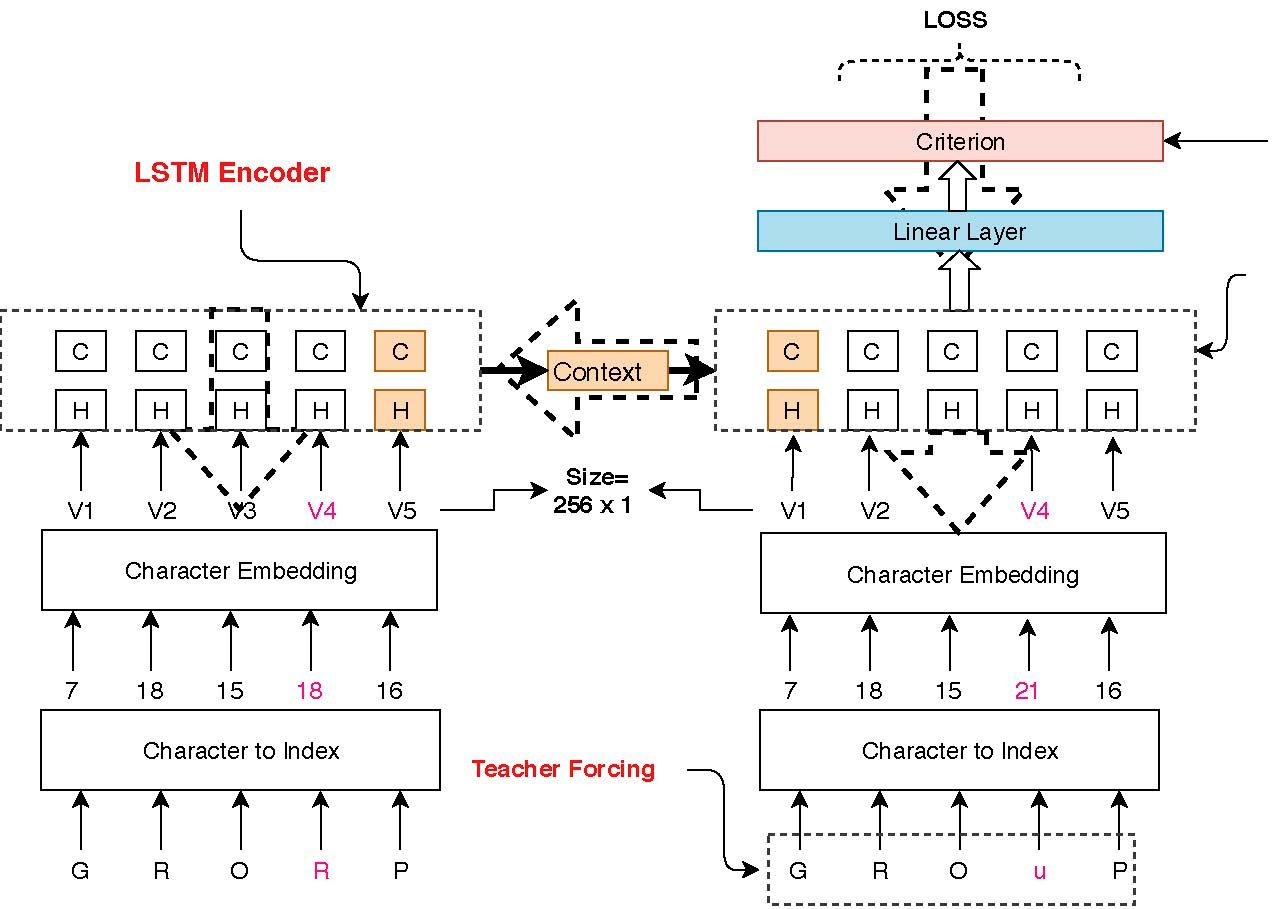 LOSS
Criterion
LSTM Encoder
Linear Layer
C C C C C
H H H H H
Context
C C C C C
H H H H H
V1 V2 V3 V4 V5
Size=
256 x 1
V1 V2 V4 V5
Character Embedding
Character Embedding
7 18 15 18 16
7 18 15 21 16
Character to Index
Character to Index
Teacher Forcing
G R O R P
G R O u P